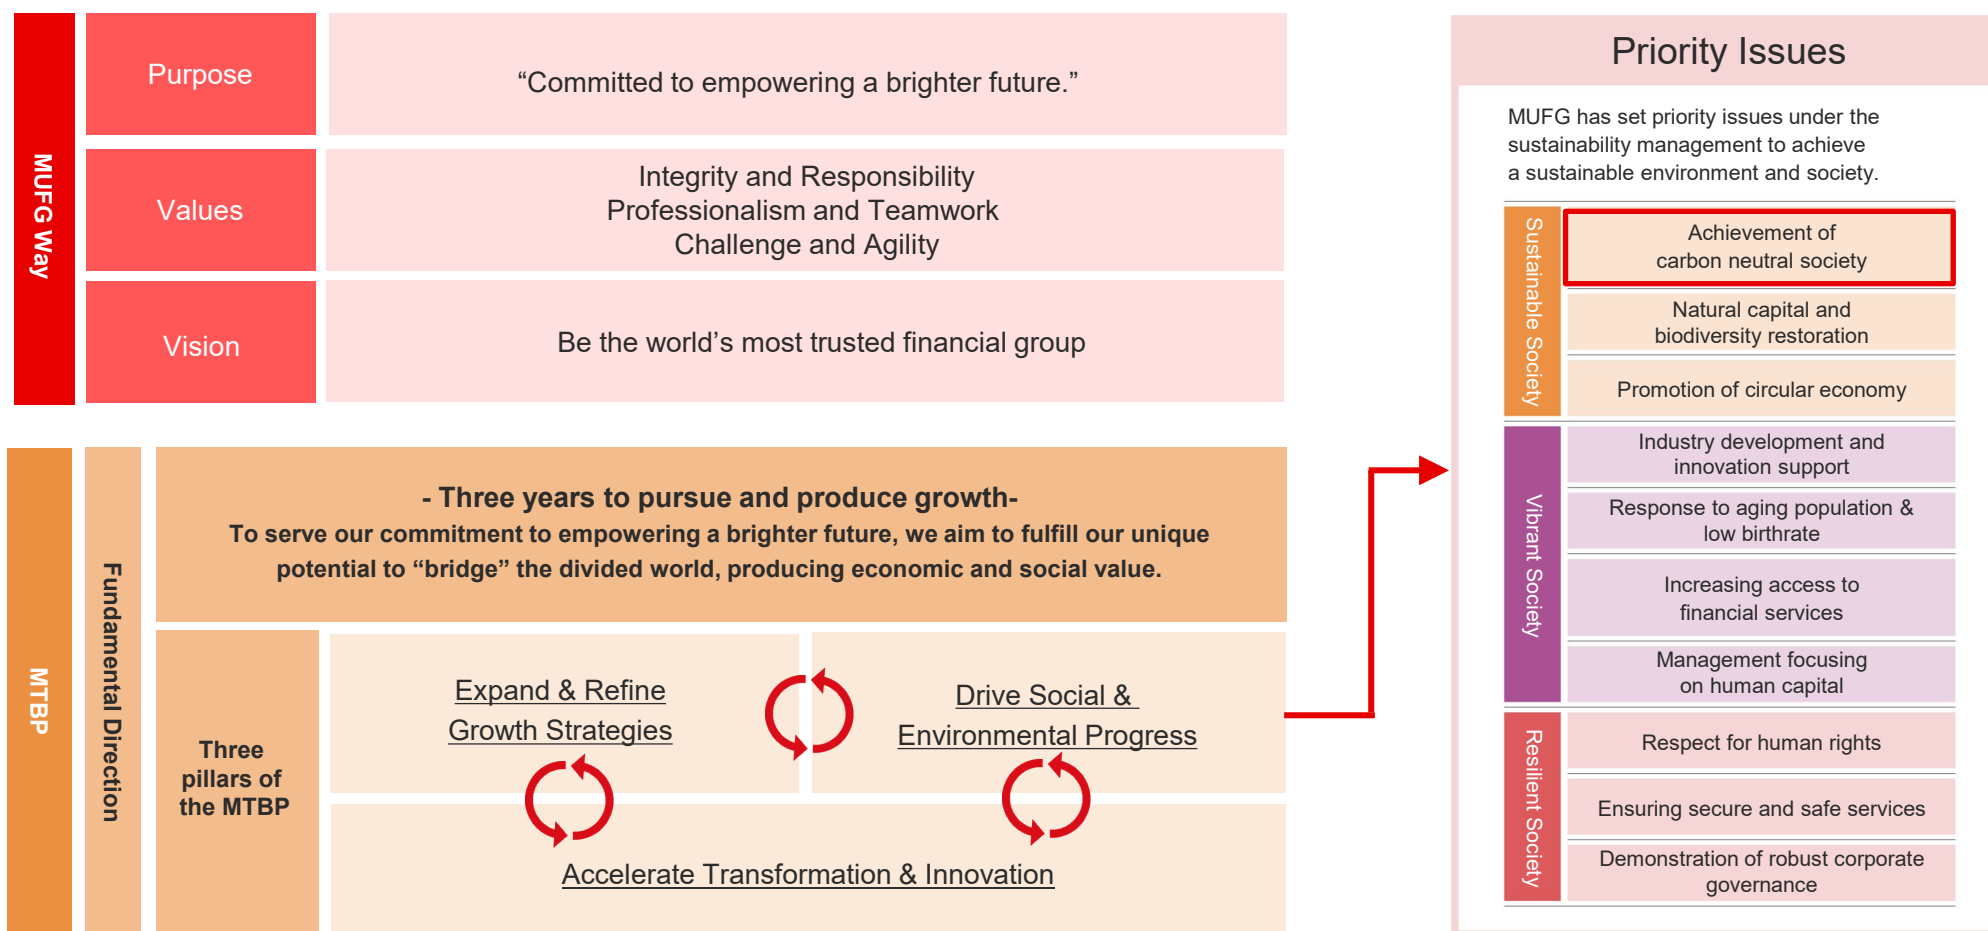 MUFG Way
Purpose
“Committed to empowering a brighter future.”
Values
Integrity and Responsibility
Professionalism and Teamwork
Challenge and Agility
Vision
Be the world’s most trusted financial group
MTBP
Fundamental Direction
- Three years to pursue and produce growth-
To serve our commitment to empowering a brighter future, we aim to fulfill our unique
potential to “bridge” the divided world, producing economic and social value.
Three
pillars of
the MTBP
Expand & Refine
Growth Strategies
Drive Social &
Environmental Progress
Accelerate Transformation & Innovation
Priority Issues
MUFG has set priority issues under the
sustainability management to achieve
a sustainable environment and society.
Sustainable Society
Achievement of
carbon neutral society
Natural capital and
biodiversity restoration
Promotion of circular economy
Vibrant Society
Industry development and
innovation support
Response to aging population &
low birthrate
Increasing access to
financial services
Management focusing
on human capital
Resilient Society
Respect for human rights
Ensuring secure and safe services
Demonstration of robust corporate
governance